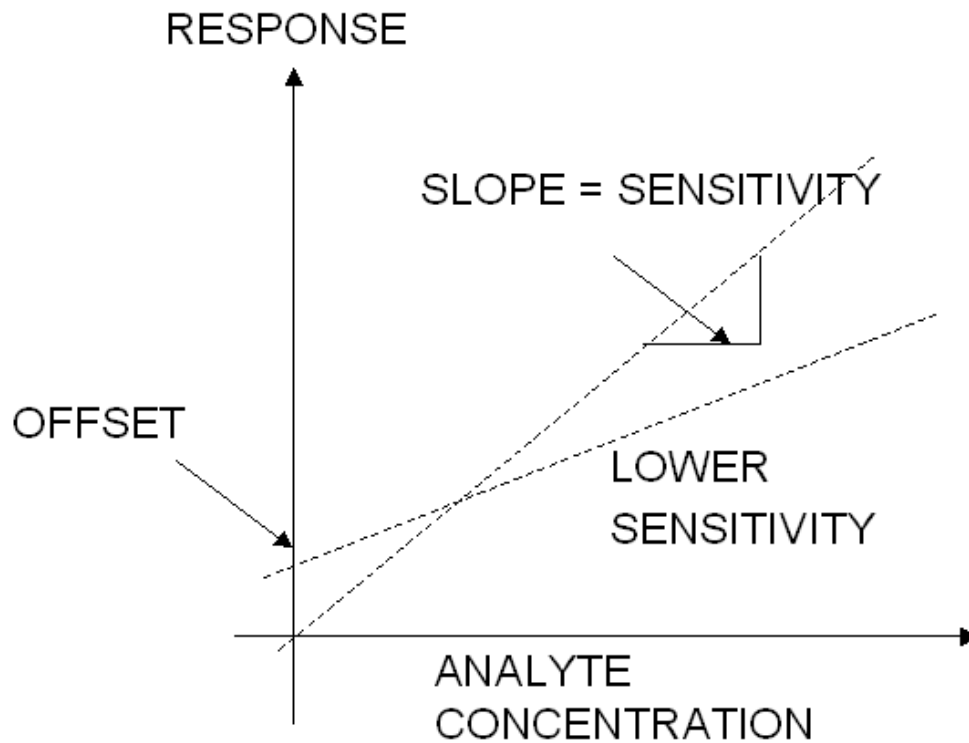 RESPONSE
SLOPE = SENSITIVITY
OFFSET
LOWER
SENSITIVITY
ANALYTE
CONCENTRATION